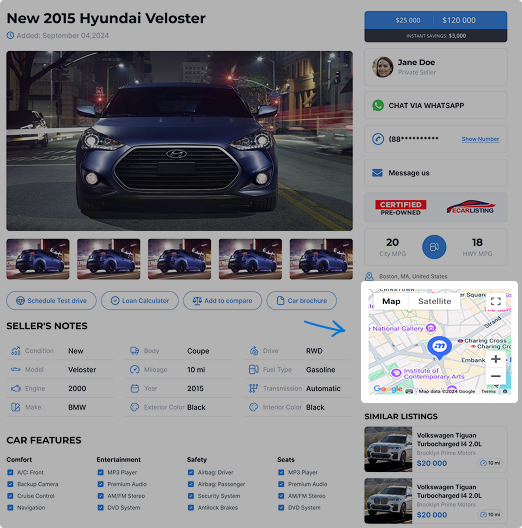 New 2015 Hyundai Veloster
Added: September 04,2024
$25 000 $120 000
INSTANT SAVINGS: $3,000
Jane Doe
Private Seller
CHAT VIA WHATSAPP
(88********** Show Number
Message us
CERTIFIED
PRE-OWNED
ECARLISTING
20
City MPG
18
HWY MPG
Boston, MA, United States
Schedule Test drive
Loan Calculator
Add to compare
Car brochure
SELLER'S NOTES
Condition New Body Coupe Drive RWD
Model Veloster Mileage 10 mi Fuel Type Gasoline
Engine 2000 Year 2015 Transmission Automatic
Make BMW Exterior Color Black Interior Color Black
CHINATOWN
Leicester Square
Map Satellite
Strand
National Gallery
Charing Cross
Charing Cross
Embankment
Institute of
Contemporary Arts
Google
Map data ©2024 Google Terms
CAR FEATURES
Comfort
A/C: Front
Backup Camera
Cruise Control
Navigation
Entertainment
MP3 Player
Premium Audio
AM/FM Stereo
DVD System
Safety
Airbag: Driver
Airbag: Passenger
Security System
Antilock Brakes
Seats
MP3 Player
Premium Audio
AM/FM Stereo
DVD System
SIMILAR LISTINGS
Volkswagen Tiguan
Turbocharged I4 2.0L
Brooklyn Prime Motors
$20 000 10 mi
Volkswagen Tiguan
Turbocharged I4 2.0L
Brooklyn Prime Motors
$20 000 10 mi